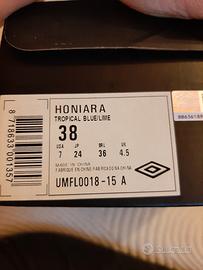 HONIARA
TROPICAL BLUE/LIME
38
USA JP BRL UK
7 24 36 4.5
MADE IN CHINA
FABRIQUE EN CHINE FABRICADO NA CHINA
UMFL0018-15 A
8 718633 001357